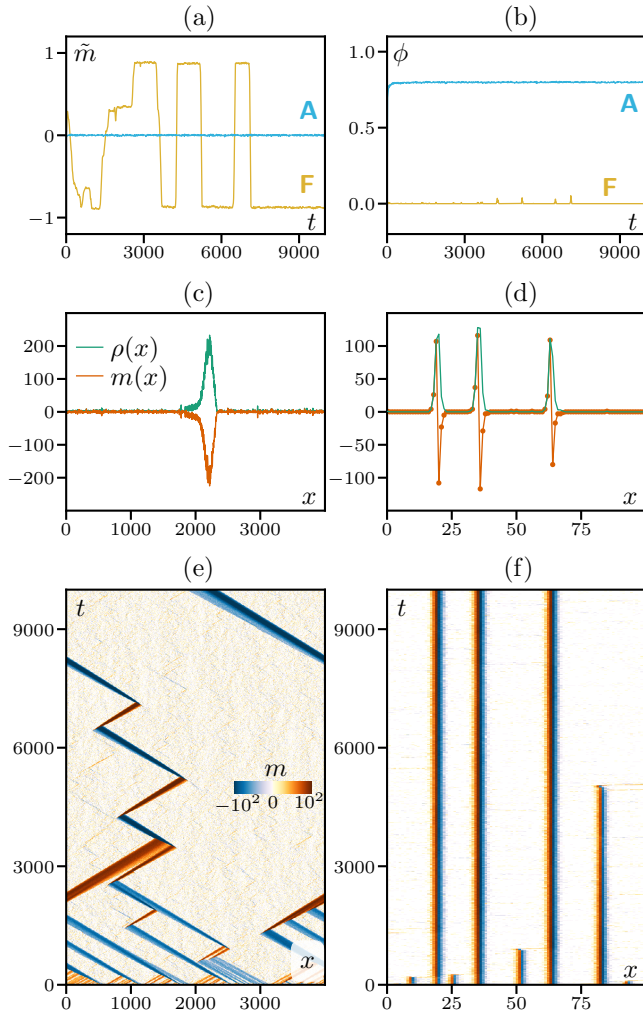 (a) (b)
m̃ ϕ
1 1.0
A A
0 0.5
F F
−1 0.0
t t
0 3000 6000 9000 0 3000 6000 9000
(c) (d)
ρ(x)
m(x)
200 100
100 50
0 0
−100 −50
−200 −100
x x
0 1000 2000 3000 0 25 50 75
(e) (f)
t t
9000 9000
6000 6000
m
−10² 0 10²
3000 3000
x x
0 0
0 1000 2000 3000 0 25 50 75